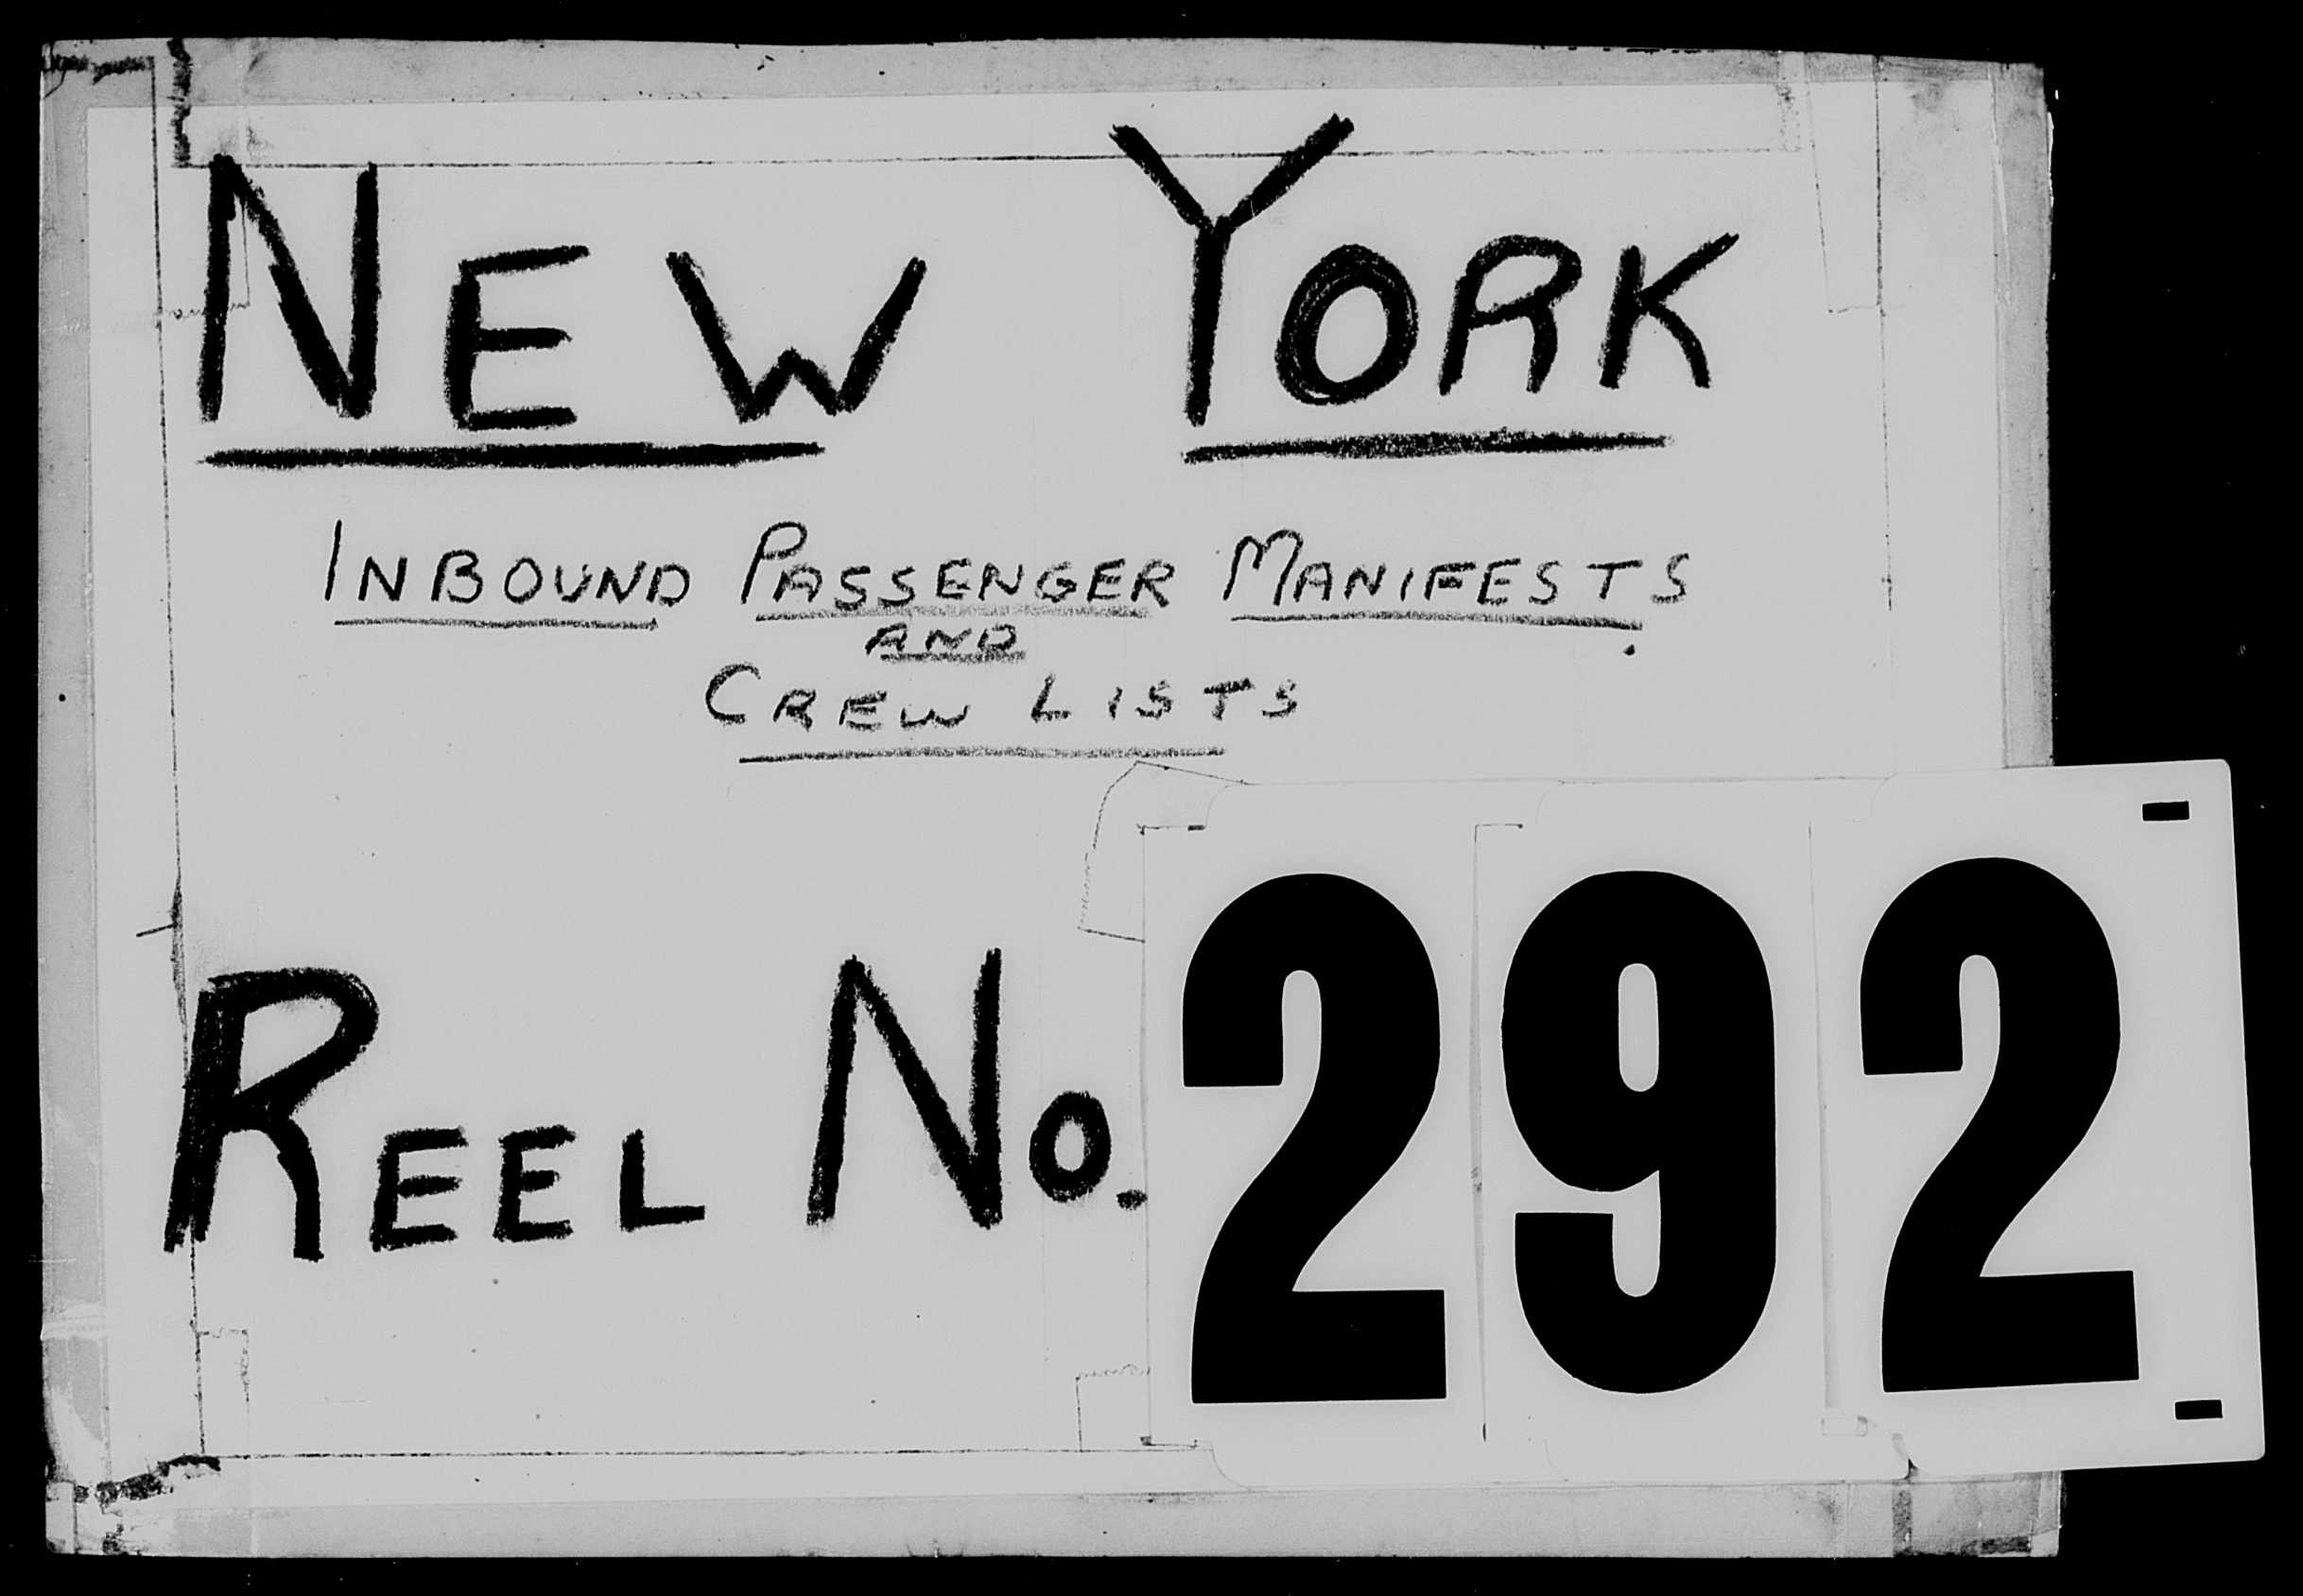 NEW YORK
INBOUND PASSENGER MANIFESTS
AND
CREW LISTS
REEL NO. 292